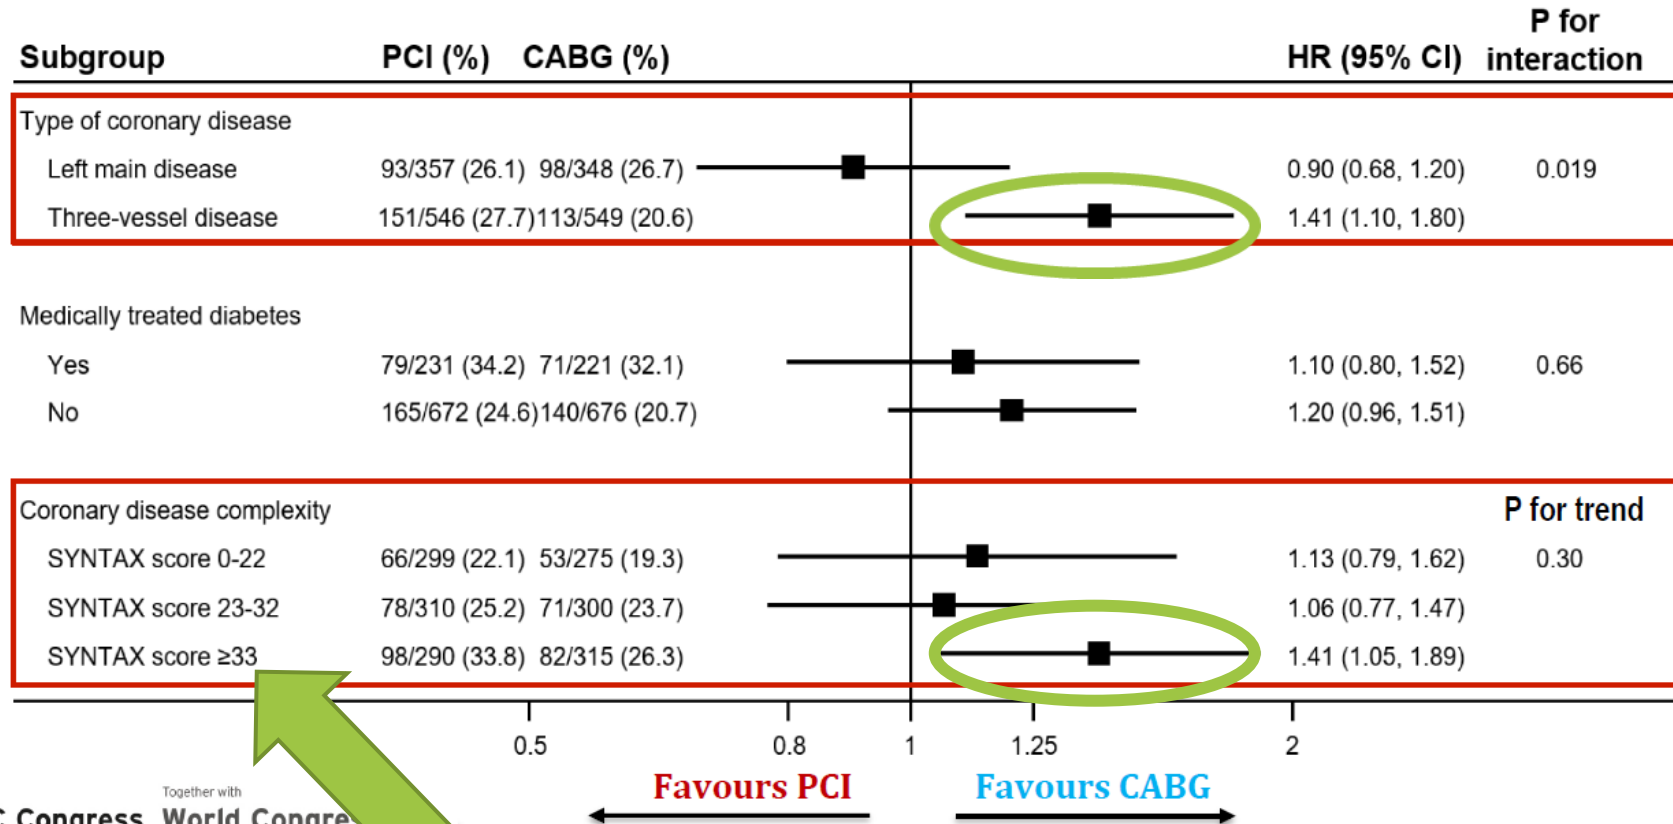 Subgroup PCI (%) CABG (%) HR (95% CI) P for interaction
Type of coronary disease
Left main disease 93/357 (26.1) 98/348 (26.7) 0.90 (0.68, 1.20) 0.019
Three-vessel disease 151/546 (27.7) 113/549 (20.6) 1.41 (1.10, 1.80)
Medically treated diabetes
Yes 79/231 (34.2) 71/221 (32.1) 1.10 (0.80, 1.52) 0.66
No 165/672 (24.6) 140/676 (20.7) 1.20 (0.96, 1.51)
Coronary disease complexity P for trend
SYNTAX score 0-22 66/299 (22.1) 53/275 (19.3) 1.13 (0.79, 1.62) 0.30
SYNTAX score 23-32 78/310 (25.2) 71/300 (23.7) 1.06 (0.77, 1.47)
SYNTAX score ≥33 98/290 (33.8) 82/315 (26.3) 1.41 (1.05, 1.89)
0.5 0.8 1 1.25 2
Favours PCI Favours CABG
Together with
C Congress World Congre